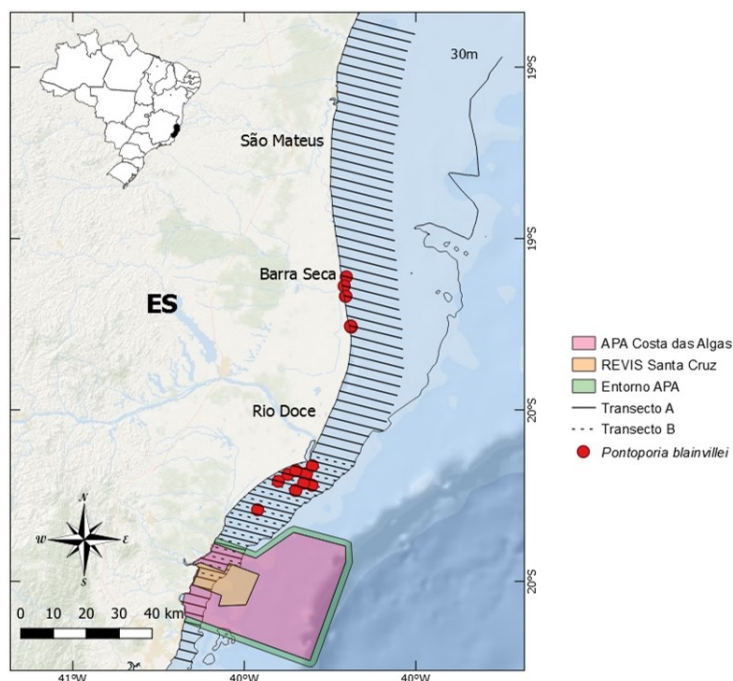 30m
19°S
São Mateus
19°S
Barra Seca
ES
20°S
Rio Doce
20°S
N
W
E
S
0 10 20 30 40 km
41°W 40°W 40°W
APA Costa das Algas
REVIS Santa Cruz
Entorno APA
Transecto A
Transecto B
Pontoporia blainvillei